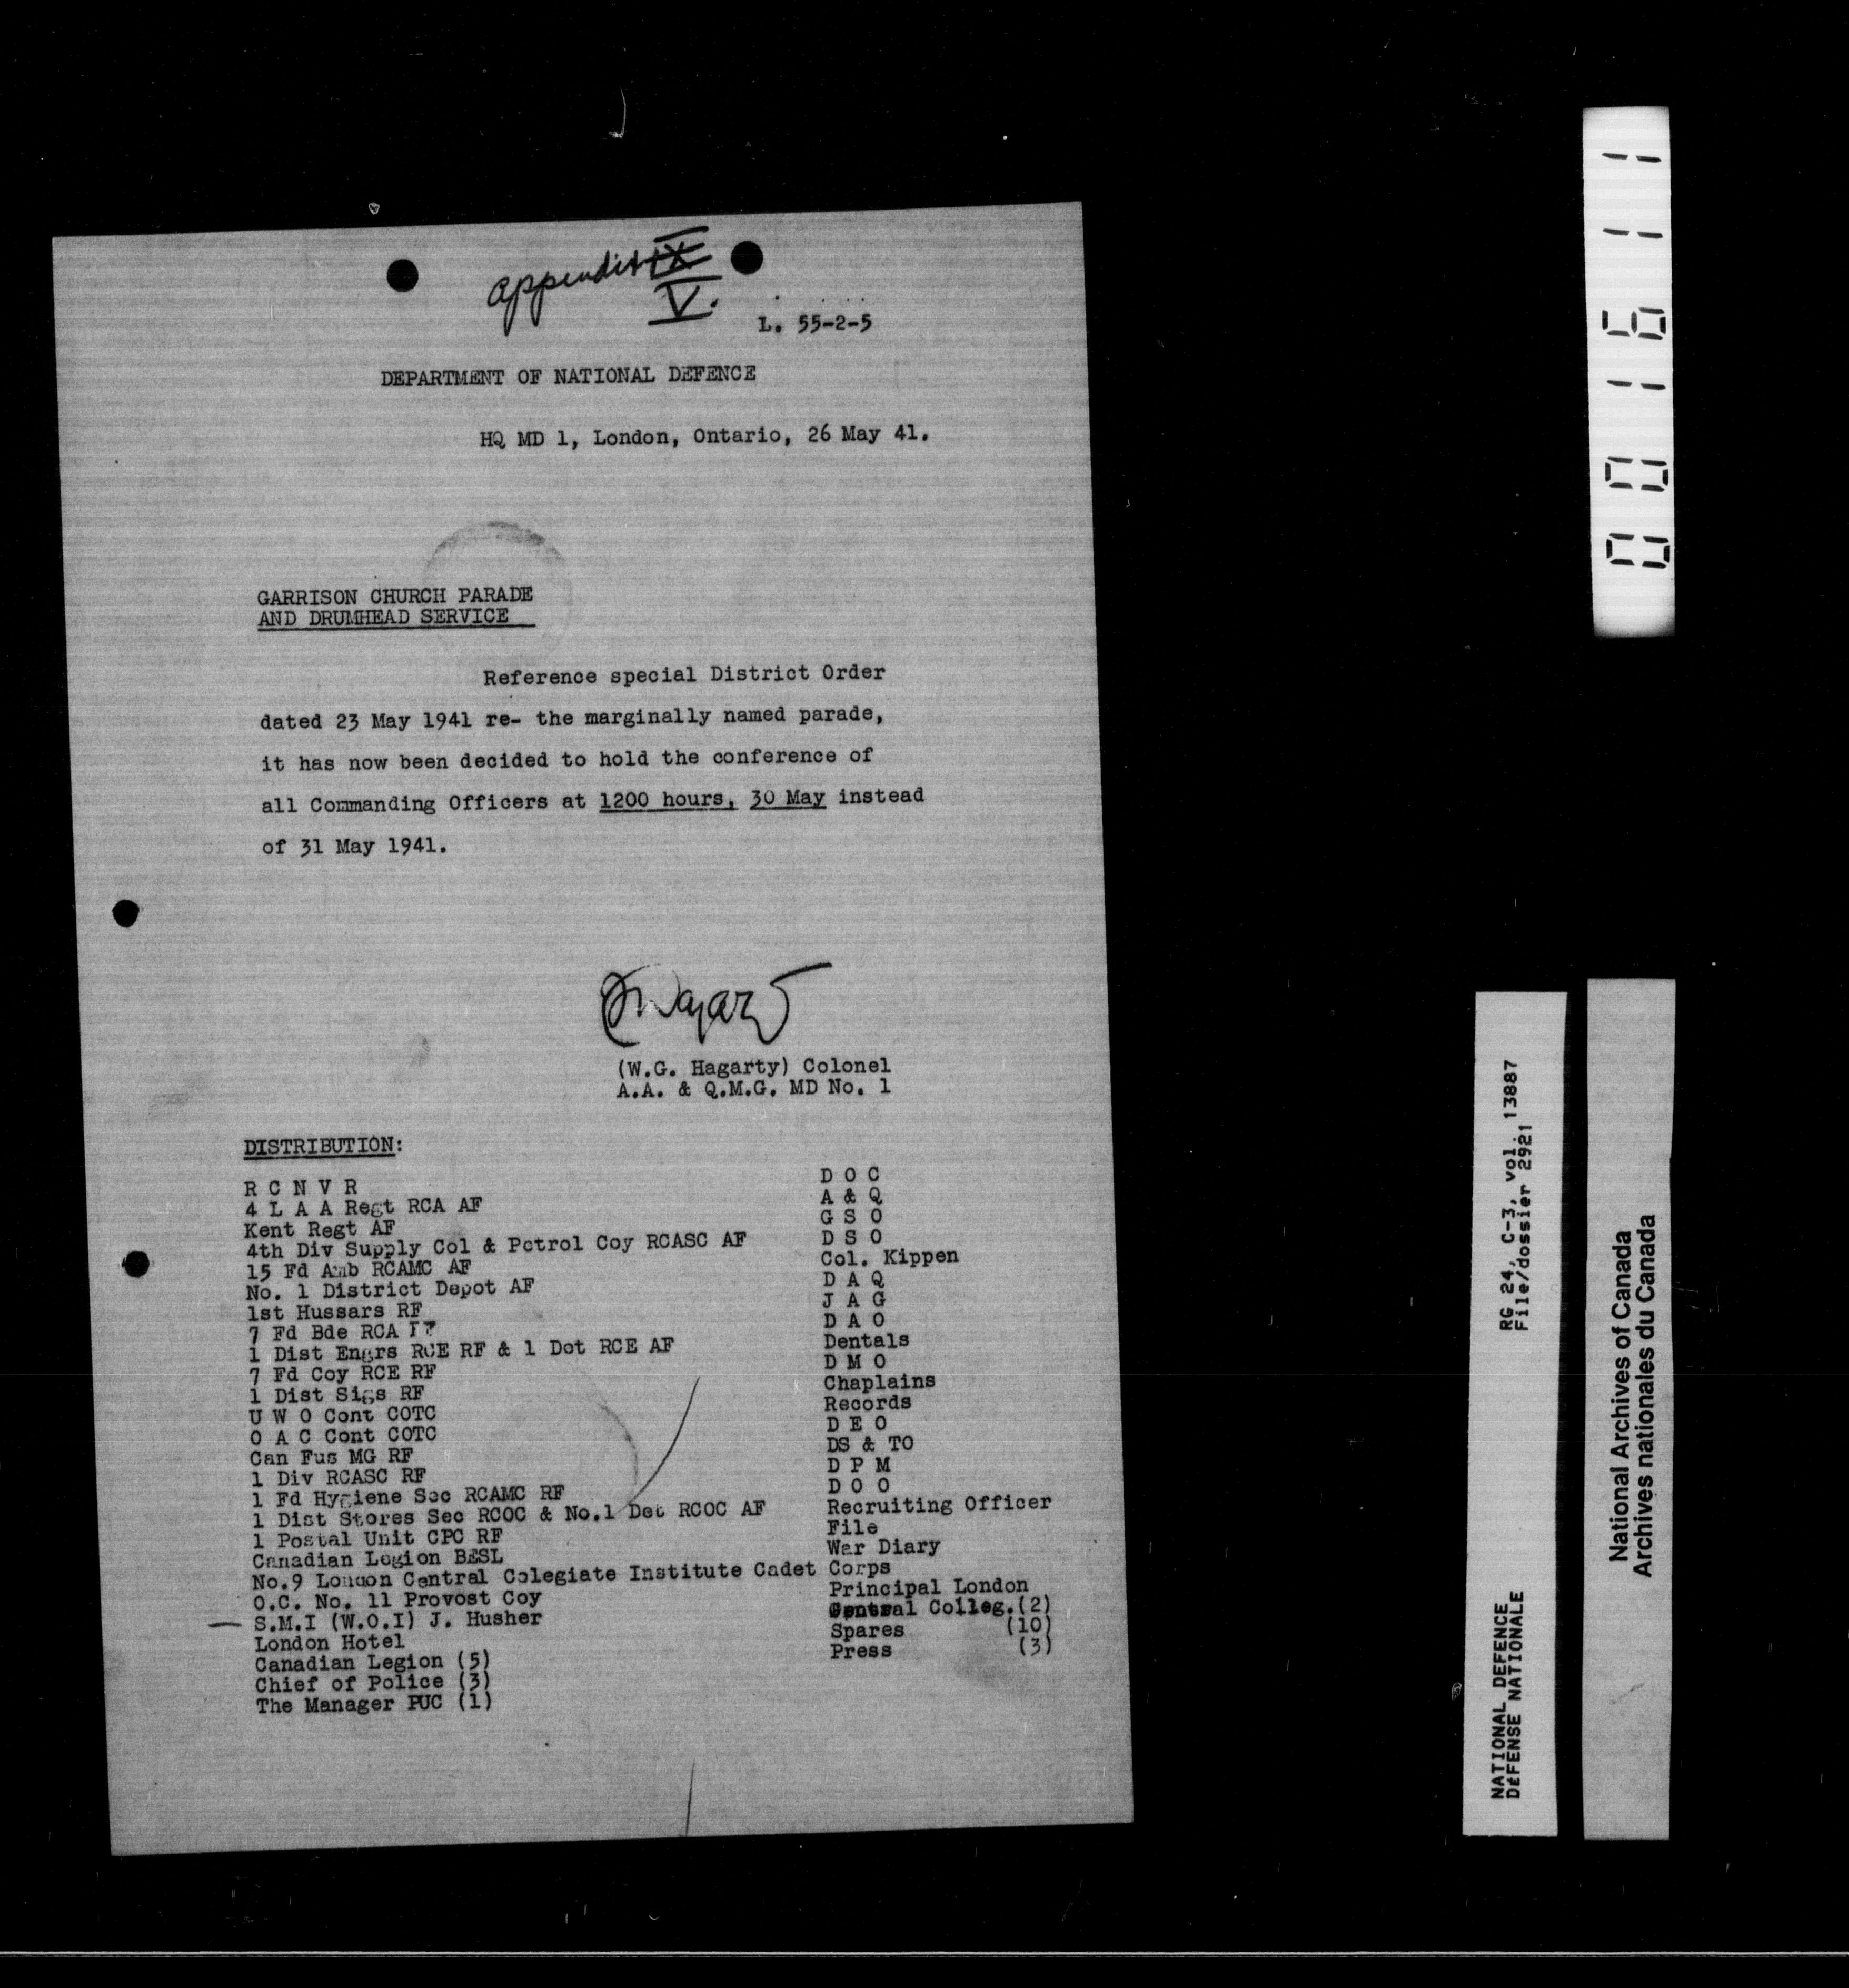 appendix IX
V.
L. 55-2-5
DEPARTMENT OF NATIONAL DEFENCE
HQ MD 1, London, Ontario, 26 May 41.
GARRISON CHURCH PARADE
AND DRUMHEAD SERVICE
Reference special District Order
dated 23 May 1941 re- the marginally named parade,
it has now been decided to hold the conference of
all Commanding Officers at 1200 hours, 30 May instead
of 31 May 1941.
(W.G. Hagarty) Colonel
A.A. & Q.M.G. MD No. 1
DISTRIBUTION:
R C N V R
4 L A A Regt RCA AF
Kent Regt AF
4th Div Supply Col & Petrol Coy RCASC AF
15 Fd Amb RCAMC AF
No. 1 District Depot AF
1st Hussars RF
7 Fd Bde RCA
1 Dist Engrs RCE RF & 1 Det RCE AF
7 Fd Coy RCE RF
1 Dist Sigs RF
U W O Cont COTC
O A C Cont COTC
Can Fus MG RF
1 Div RCASC RF
1 Fd Hygiene Sec RCAMC RF
1 Dist Stores Sec RCOC & No.1 Det RCOC AF
1 Postal Unit CPC RF
Canadian Legion BESL
No.9 London Central Colegiate Institute Cadet Corps
O.C. No. 11 Provost Coy
S.M.I (W.O.I) J. Husher
London Hotel
Canadian Legion (5)
Chief of Police (3)
The Manager PUC (1)
D O C
A & Q
G S O
D S O
Col. Kippen
D A Q
J A G
D A O
Dentals
D M O
Chaplains
Records
D E O
DS & TO
D P M
D O O
Recruiting Officer
File
War Diary
Principal London
Central Colleg.(2)
Spares (10)
Press (3)
001611
RG 24, C-3, vol. 13887
File/dossier 2921
NATIONAL DEFENCE
DÉFENSE NATIONALE
National Archives of Canada
Archives nationales du Canada